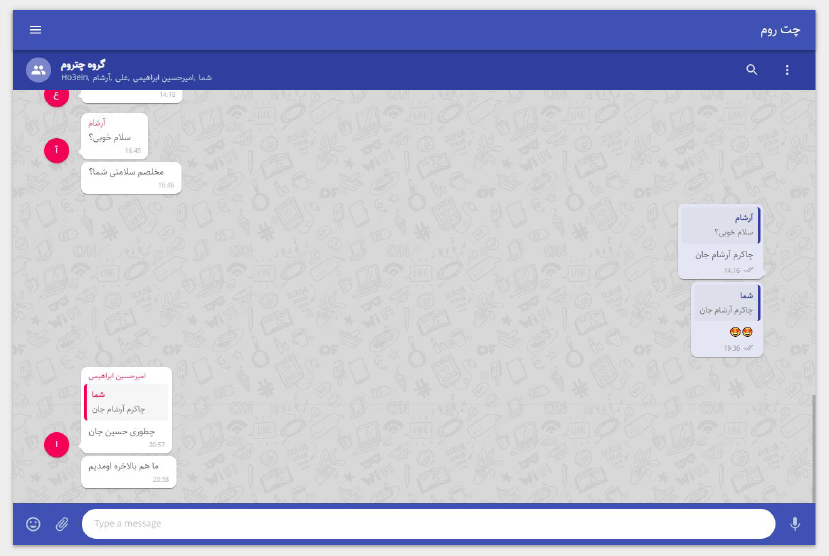 چت روم
گروه چتروم
Ho3ein, شما ,امیرحسین ابراهیمی ,علی ,آرشام
ع
14:18
آرشام
سلام خوبی؟
16:45
آ
مخلصم سلامتی شما؟
16:46
آرشام
سلام خوبی؟
چاکرم آرشام جان
14:16
شما
چاکرم آرشام جان
🤩🤩
19:36
امیرحسین ابراهیمی
شما
چاکرم آرشام جان
چطوری حسین جان
20:57
ا
ما هم بالاخره اومدیم
20:58
Type a message